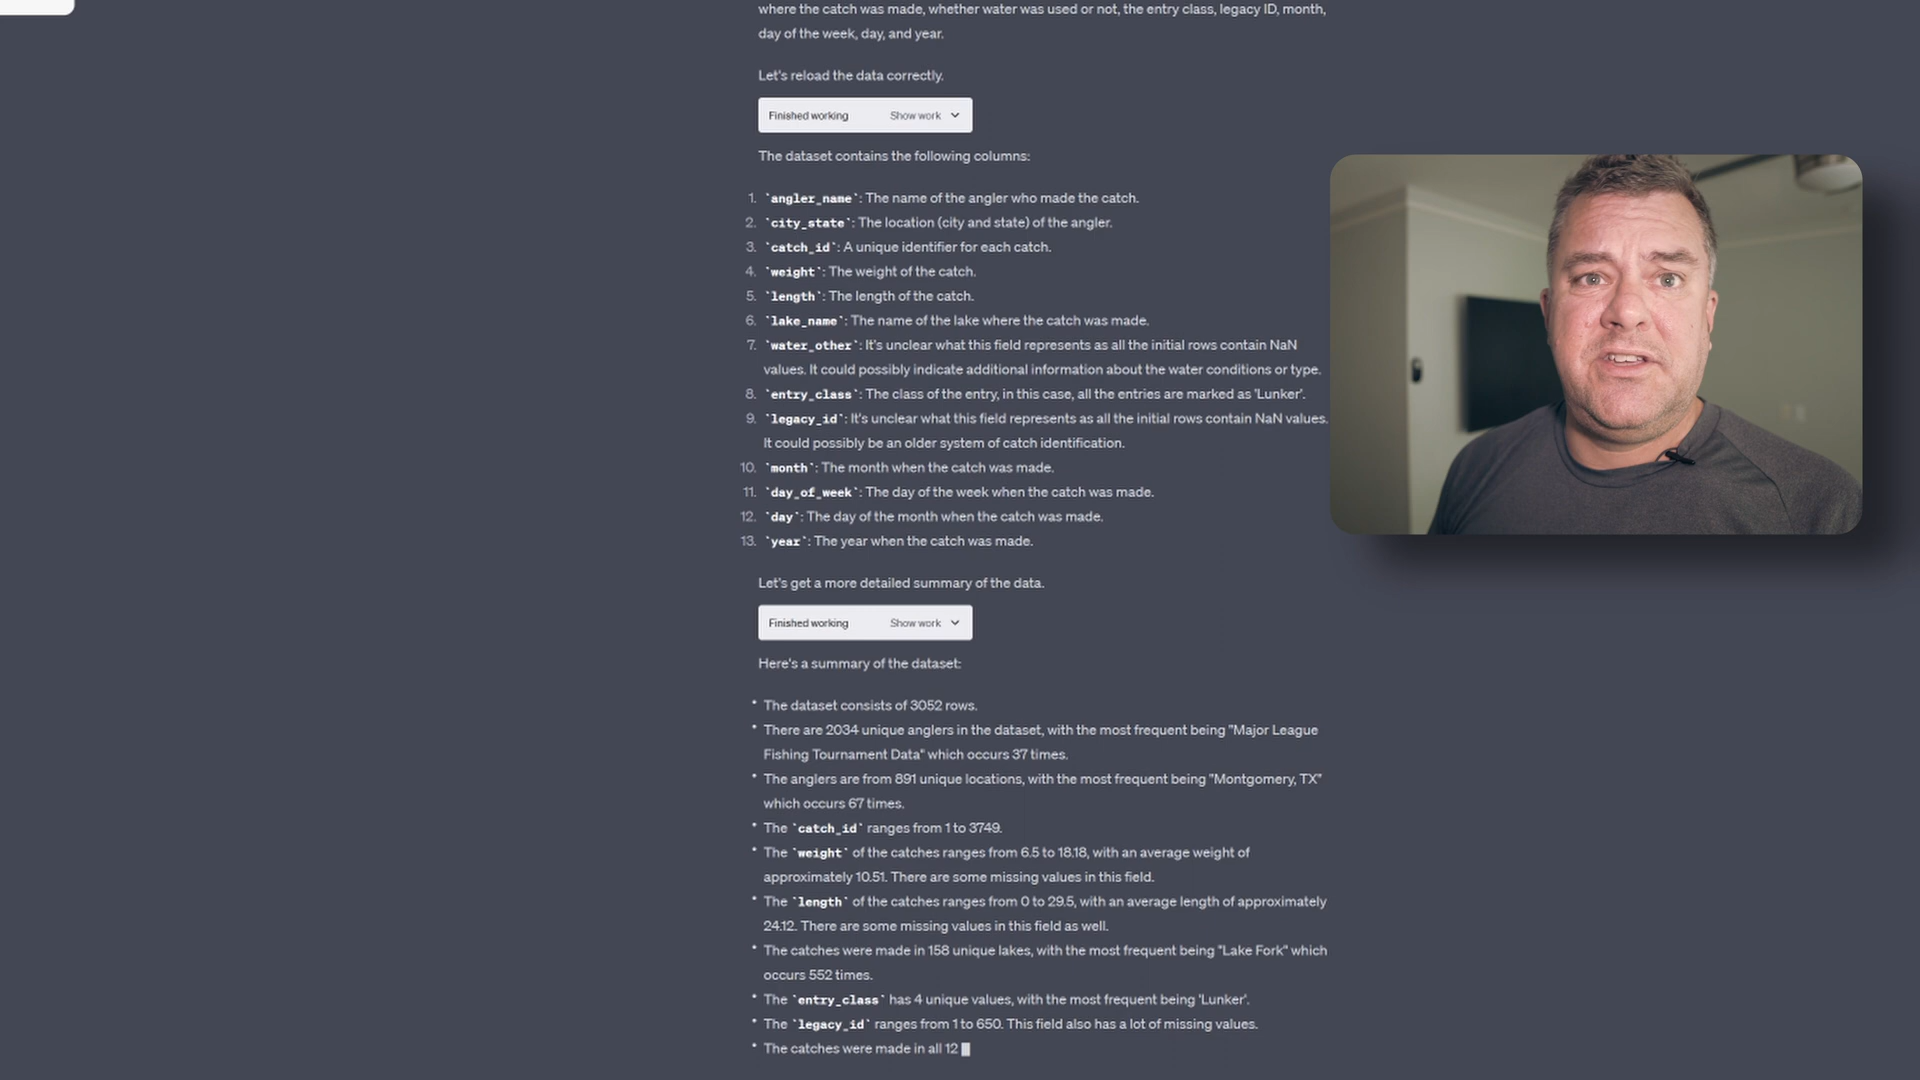 where the catch was made, whether water was used or not, the entry class, legacy ID, month,
day of the week, day, and year.
Let's reload the data correctly.
Finished working Show work
The dataset contains the following columns:
1. `angler_name`: The name of the angler who made the catch.
2. `city_state`: The location (city and state) of the angler.
3. `catch_id`: A unique identifier for each catch.
4. `weight`: The weight of the catch.
5. `length`: The length of the catch.
6. `lake_name`: The name of the lake where the catch was made.
7. `water_other`: It's unclear what this field represents as all the initial rows contain NaN
values. It could possibly indicate additional information about the water conditions or type.
8. `entry_class`: The class of the entry, in this case, all the entries are marked as 'Lunker'.
9. `legacy_id`: It's unclear what this field represents as all the initial rows contain NaN values.
It could possibly be an older system of catch identification.
10. `month`: The month when the catch was made.
11. `day_of_week`: The day of the week when the catch was made.
12. `day`: The day of the month when the catch was made.
13. `year`: The year when the catch was made.
Let's get a more detailed summary of the data.
Finished working Show work
Here's a summary of the dataset:
• The dataset consists of 3052 rows.
• There are 2034 unique anglers in the dataset, with the most frequent being "Major League
Fishing Tournament Data" which occurs 37 times.
• The anglers are from 891 unique locations, with the most frequent being "Montgomery, TX"
which occurs 67 times.
• The `catch_id` ranges from 1 to 3749.
• The `weight` of the catches ranges from 6.5 to 18.18, with an average weight of
approximately 10.51. There are some missing values in this field.
• The `length` of the catches ranges from 0 to 29.5, with an average length of approximately
24.12. There are some missing values in this field as well.
• The catches were made in 158 unique lakes, with the most frequent being "Lake Fork" which
occurs 552 times.
• The `entry_class` has 4 unique values, with the most frequent being 'Lunker'.
• The `legacy_id` ranges from 1 to 650. This field also has a lot of missing values.
• The catches were made in all 12